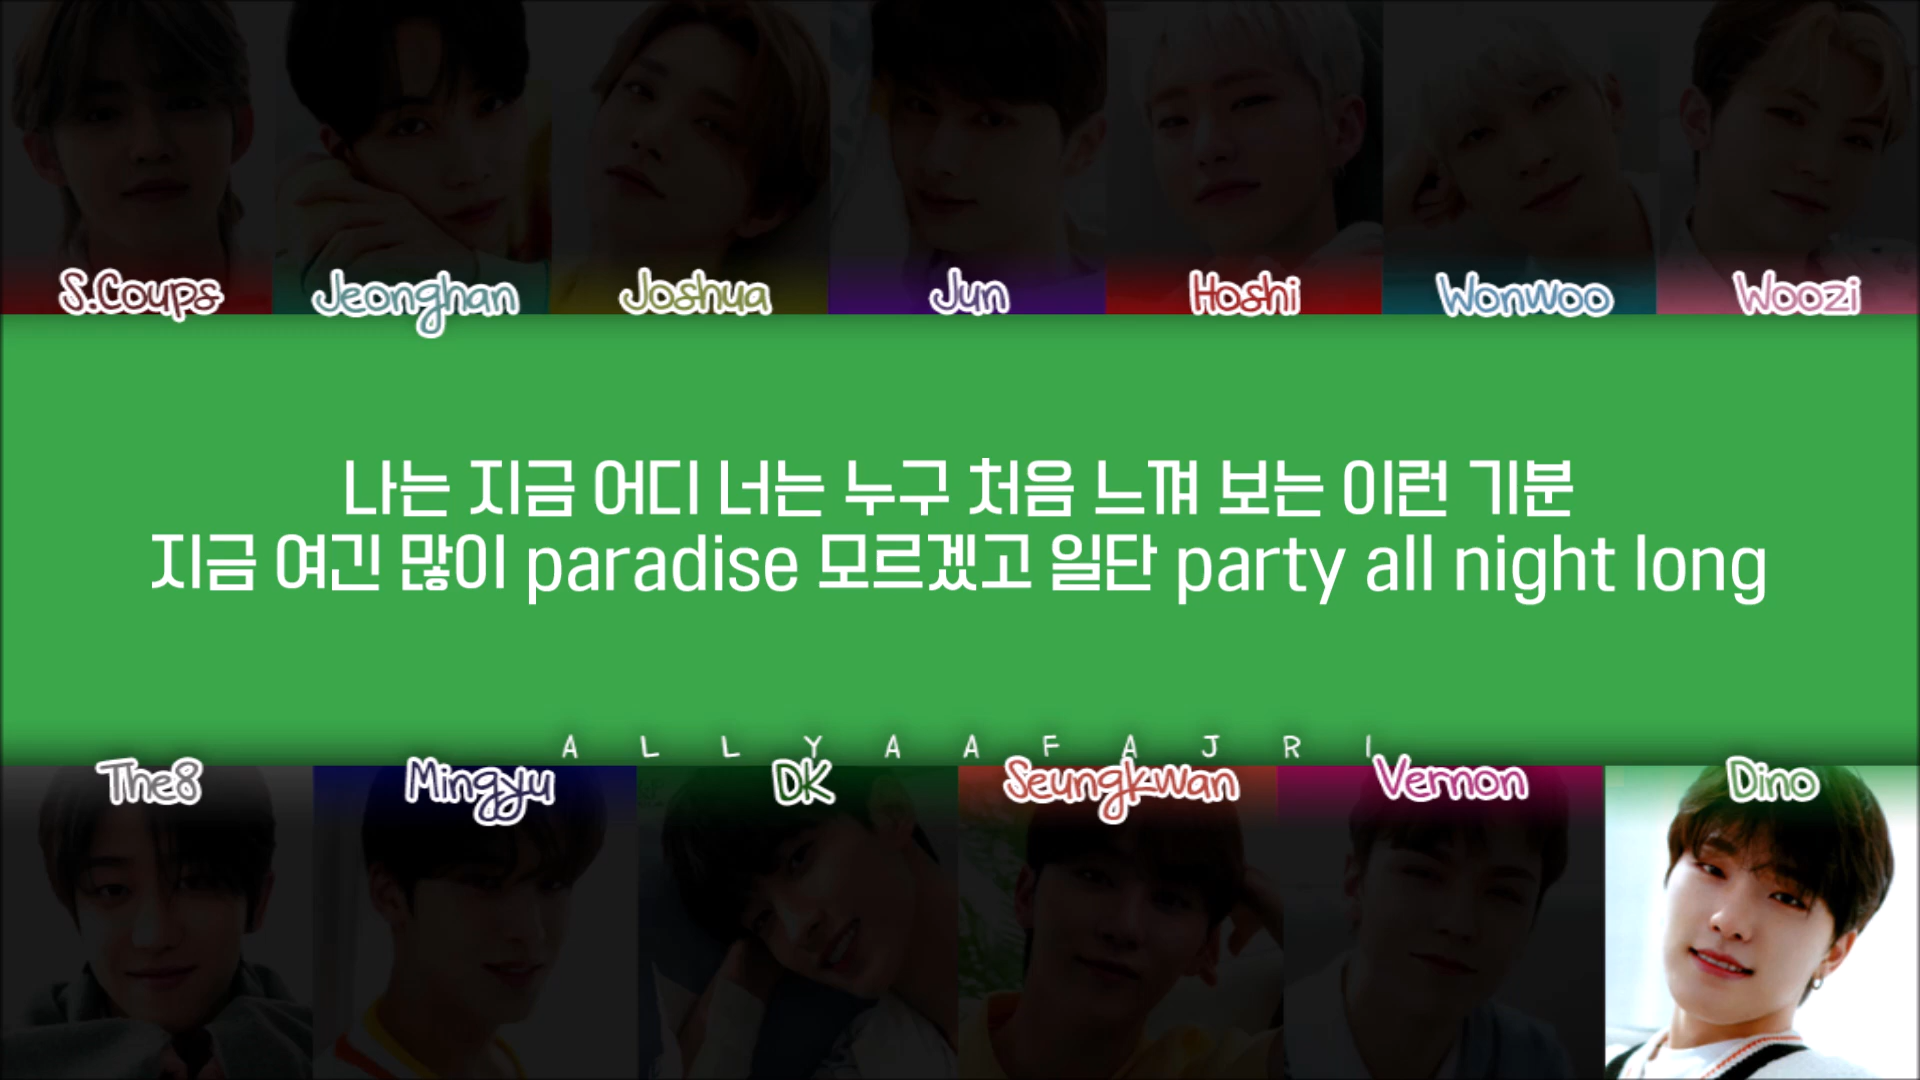 S.Coups Jeonghan Joshua Jun Hoshi Wonwoo Woozi
나는 지금 어디 너는 누구 처음 느껴 보는 이런 기분
지금 여긴 많이 paradise 모르겠고 일단 party all night long
A L L Y A A F A J R I
The8 Mingyu DK Seungkwan Vernon Dino